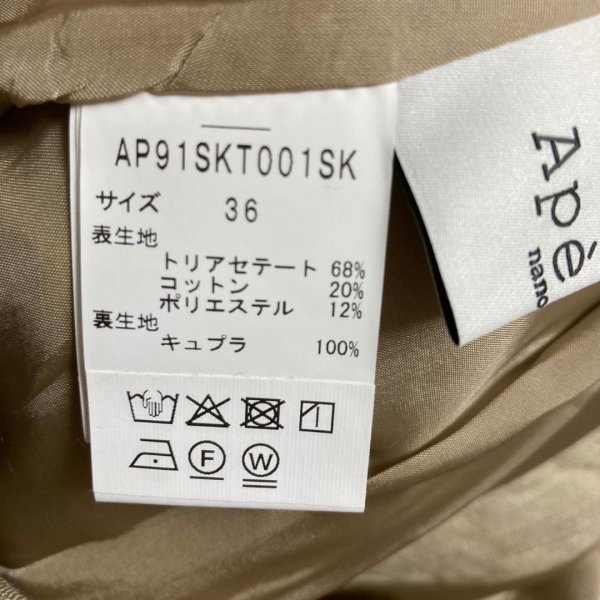 AP91SKT001SK
サイズ 36
表生地
トリアセテート 68%
コットン 20%
ポリエステル 12%
裏生地
キュプラ 100%
F W
Apê
nano